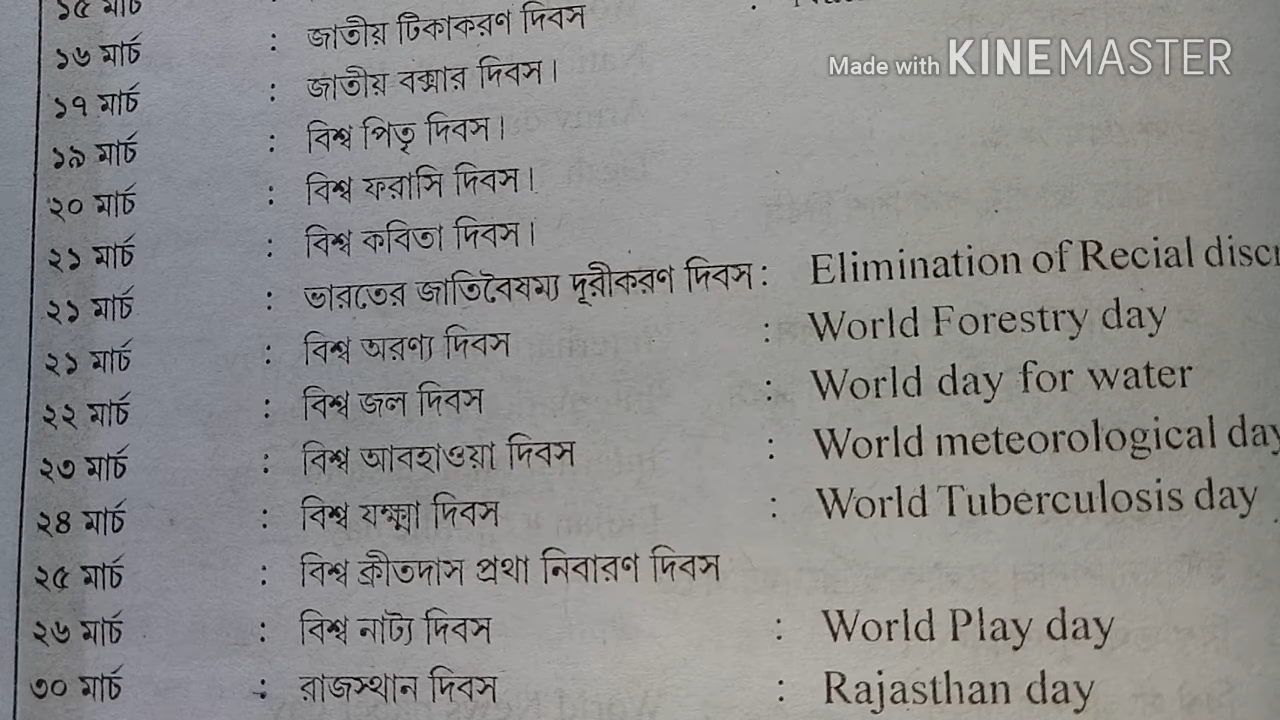 ১৫ মার্চ
Made with KINEMASTER
১৬ মার্চ : জাতীয় টিকাকরণ দিবস
১৭ মার্চ : জাতীয় বক্সার দিবস।
১৯ মার্চ : বিশ্ব পিতৃ দিবস।
২০ মার্চ : বিশ্ব ফরাসি দিবস।
২১ মার্চ : বিশ্ব কবিতা দিবস।
২১ মার্চ : ভারতের জাতিবৈষম্য দূরীকরণ দিবস : Elimination of Recial discr
২১ মার্চ : বিশ্ব অরণ্য দিবস : World Forestry day
২২ মার্চ : বিশ্ব জল দিবস : World day for water
২৩ মার্চ : বিশ্ব আবহাওয়া দিবস : World meteorological day
২৪ মার্চ : বিশ্ব যক্ষ্মা দিবস : World Tuberculosis day
২৫ মার্চ : বিশ্ব ক্রীতদাস প্রথা নিবারণ দিবস
২৬ মার্চ : বিশ্ব নাট্য দিবস : World Play day
৩০ মার্চ : রাজস্থান দিবস : Rajasthan day